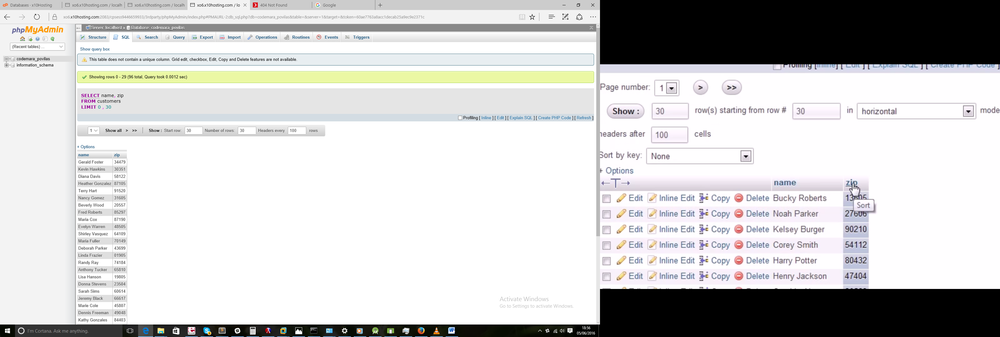 Databases - x10Hosting
xo6.x10hosting.com / localh
xo6.x10hosting.com / localh
xo6.x10hosting.com / lo
404 Not Found
Google
xo6.x10hosting.com:2083/cpsess9446659933/3rdparty/phpMyAdmin/index.php#PMAURL-2:db_sql.php?db=codemara_povilas&table=&server=1&target=&token=60ae7763a8acc1decab25a9ec9e2371c
phpMyAdmin
(Recent tables) ...
codemara_povilas
information_schema
Server: localhost » Database: codemara_povilas
Structure SQL Search Query Export Import Operations Routines Events Triggers
Show query box
This table does not contain a unique column. Grid edit, checkbox, Edit, Copy and Delete features are not available.
Showing rows 0 - 29 (96 total, Query took 0.0012 sec)
SELECT name, zip
FROM customers
LIMIT 0 , 30
Profiling [ Inline ] [ Edit ] [ Explain SQL ] [ Create PHP Code ] [ Refresh ]
1 Show all > >> Show : Start row: 30 Number of rows: 30 Headers every 100 rows
+ Options
name zip
Gerald Foster 34479
Kevin Hawkins 30351
Diana Davis 58122
Heather Gonzalez 87105
Terry Hart 91520
Nancy Gomez 31605
Beverly Wood 20557
Fred Roberts 85297
Maria Cox 87190
Evelyn Warren 48505
Shirley Vasquez 64109
Maria Fuller 70149
Deborah Parker 43699
Linda Frazier 01905
Randy Ray 74184
Anthony Tucker 65810
Lisa Hanson 19805
Donna Stevens 23504
Sarah Sims 60614
Jeremy Black 66617
Marie Cole 45807
Dennis Freeman 49048
Kathy Gonzales 84403
Activate Windows
Go to Settings to activate Windows.
I'm Cortana. Ask me anything.
18:56
05/06/2016
Profiling [Inline] [ Edit ] [ Explain SQL ] [ Create PHP Code ]
Page number: 1 > >>
Show : 30 row(s) starting from row # 30 in horizontal mode
headers after 100 cells
Sort by key: None
+ Options
←T→ name zip
Edit Inline Edit Copy Delete Bucky Roberts
Sort
Edit Inline Edit Copy Delete Noah Parker 27606
Edit Inline Edit Copy Delete Kelsey Burger 90210
Edit Inline Edit Copy Delete Corey Smith 54112
Edit Inline Edit Copy Delete Harry Potter 80432
Edit Inline Edit Copy Delete Henry Jackson 47404